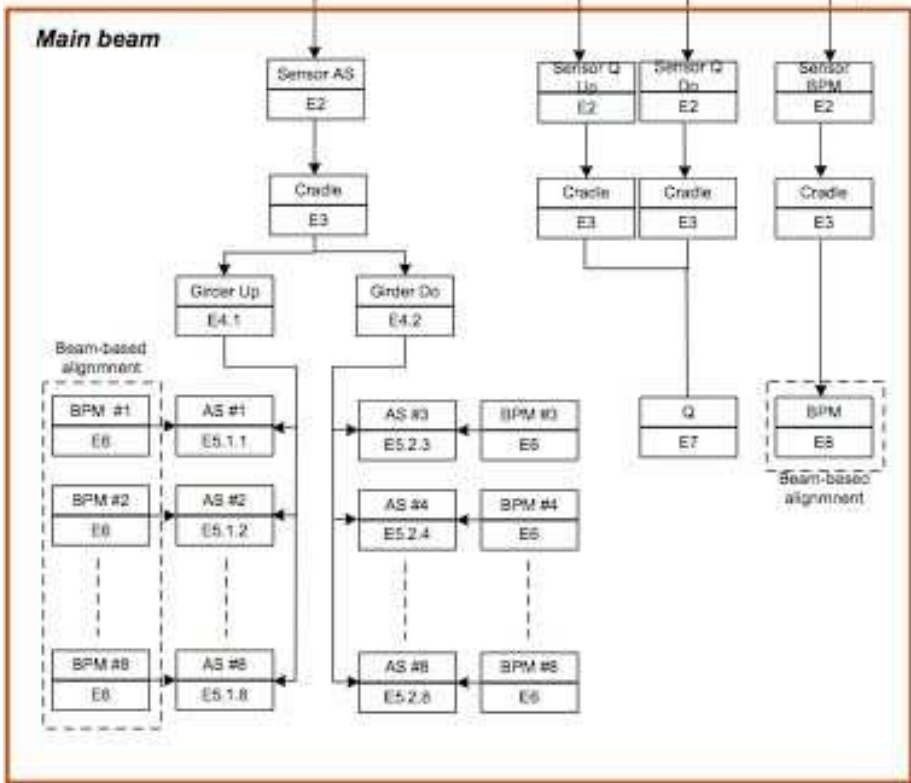 Main beam
Sensor AS
E2
Sensor Q
Up
E2
Sensor Q
Do
E2
Sensor
BPM
E2
Cradle
E3
Cradle
E3
Cradle
E3
Cradle
E3
Girder Up
E4.1
Girder Do
E4.2
Beam-based
alignment
BPM #1
E6
AS #1
E5.1.1
AS #3
E5.2.3
BPM #3
E6
Q
E7
BPM
E8
Beam-based
alignment
BPM #2
E6
AS #2
E5.1.2
AS #4
E5.2.4
BPM #4
E6
BPM #8
E6
AS #8
E5.1.8
AS #8
E5.2.8
BPM #8
E6